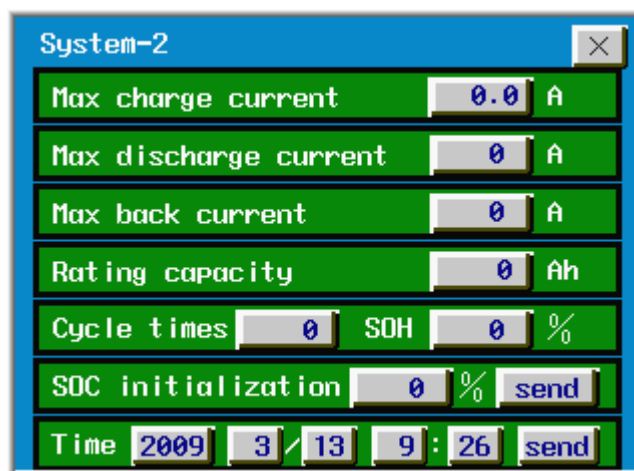 System-2 ×
Max charge current 0.0 A
Max discharge current 0 A
Max back current 0 A
Rating capacity 0 Ah
Cycle times 0 SOH 0 %
SOC initialization 0 % send
Time 2009 3/13 9:26 send